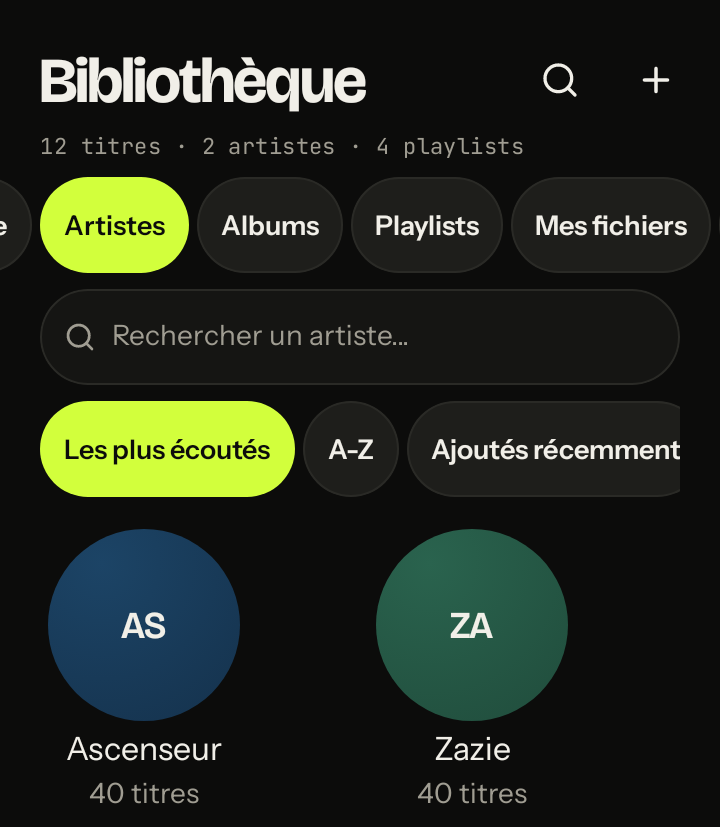 Bibliothèque
12 titres · 2 artistes · 4 playlists
e Artistes Albums Playlists Mes fichiers
Rechercher un artiste...
Les plus écoutés A-Z Ajoutés récemment
AS ZA
Ascenseur Zazie
40 titres 40 titres